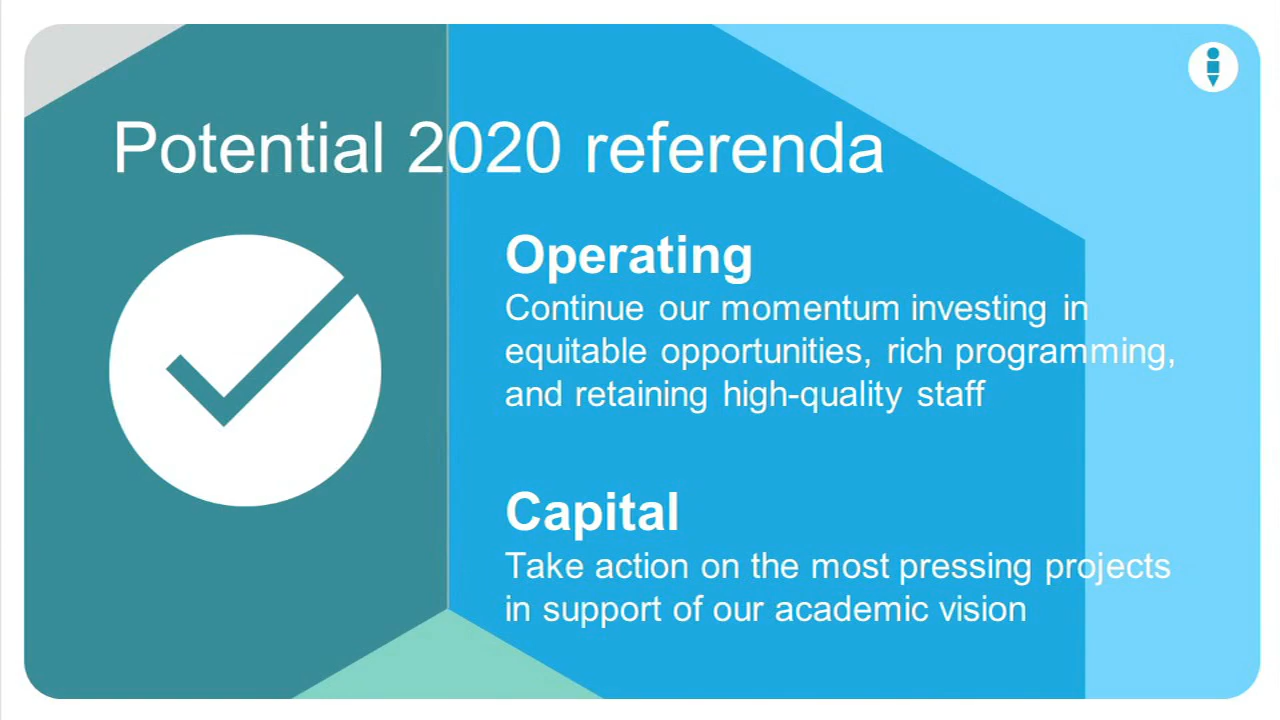 Potential 2020 referenda
Operating
Continue our momentum investing in
equitable opportunities, rich programming,
and retaining high-quality staff
Capital
Take action on the most pressing projects
in support of our academic vision